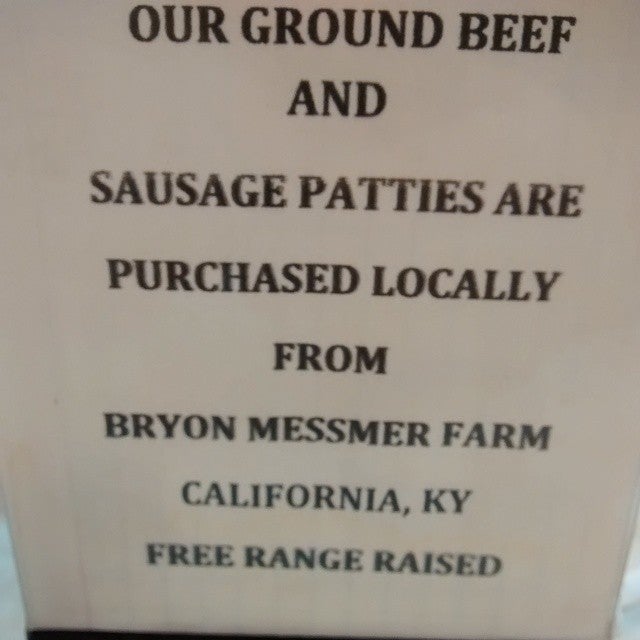 OUR GROUND BEEF
AND
SAUSAGE PATTIES ARE
PURCHASED LOCALLY
FROM
BRYON MESSMER FARM
CALIFORNIA, KY
FREE RANGE RAISED